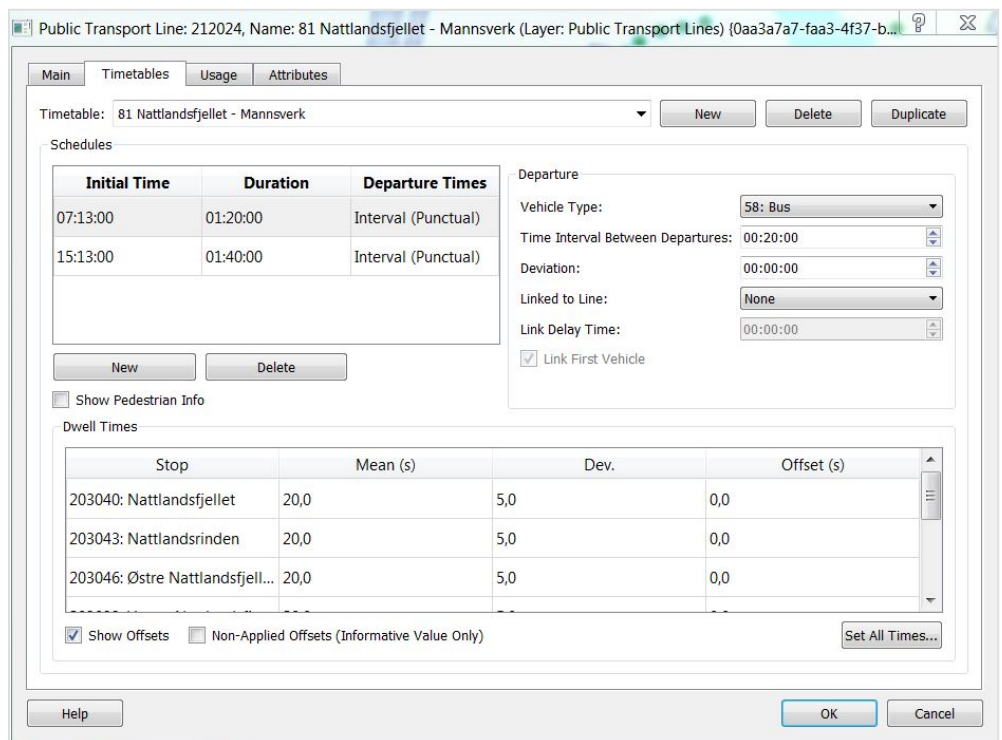 Public Transport Line: 212024, Name: 81 Nattlandsfjellet - Mannsverk (Layer: Public Transport Lines) {0aa3a7a7-faa3-4f37-b...
Main Timetables Usage Attributes
Timetable: 81 Nattlandsfjellet - Mannsverk New Delete Duplicate
Schedules
Initial Time Duration Departure Times
07:13:00 01:20:00 Interval (Punctual)
15:13:00 01:40:00 Interval (Punctual)
New Delete
Show Pedestrian Info
Departure
Vehicle Type: 58: Bus
Time Interval Between Departures: 00:20:00
Deviation: 00:00:00
Linked to Line: None
Link Delay Time: 00:00:00
Link First Vehicle
Dwell Times
Stop Mean (s) Dev. Offset (s)
203040: Nattlandsfjellet 20,0 5,0 0,0
203043: Nattlandsrinden 20,0 5,0 0,0
203046: Østre Nattlandsfjell... 20,0 5,0 0,0
Show Offsets Non-Applied Offsets (Informative Value Only) Set All Times...
Help OK Cancel